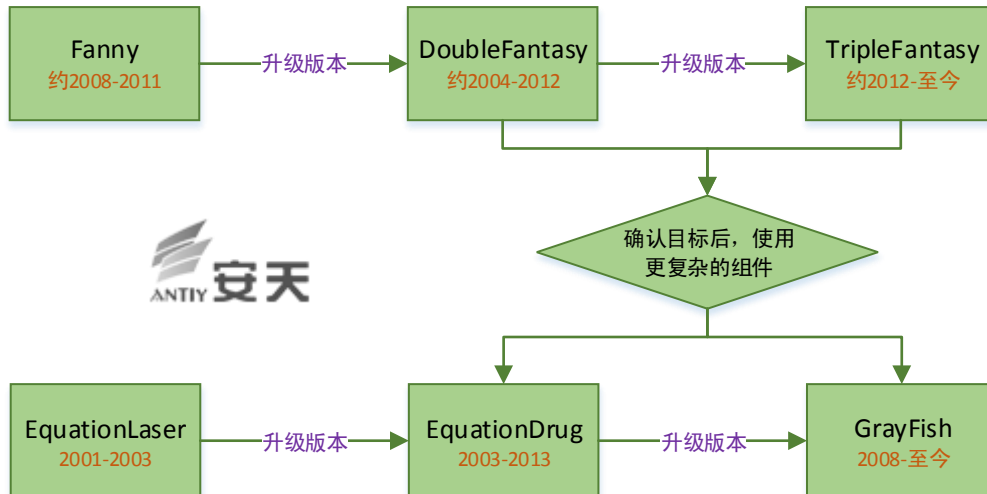 Fanny
约2008-2011
升级版本
DoubleFantasy
约2004-2012
升级版本
TripleFantasy
约2012-至今
确认目标后，使用
更复杂的组件
ANTIY 安天
EquationLaser
2001-2003
升级版本
EquationDrug
2003-2013
升级版本
GrayFish
2008-至今